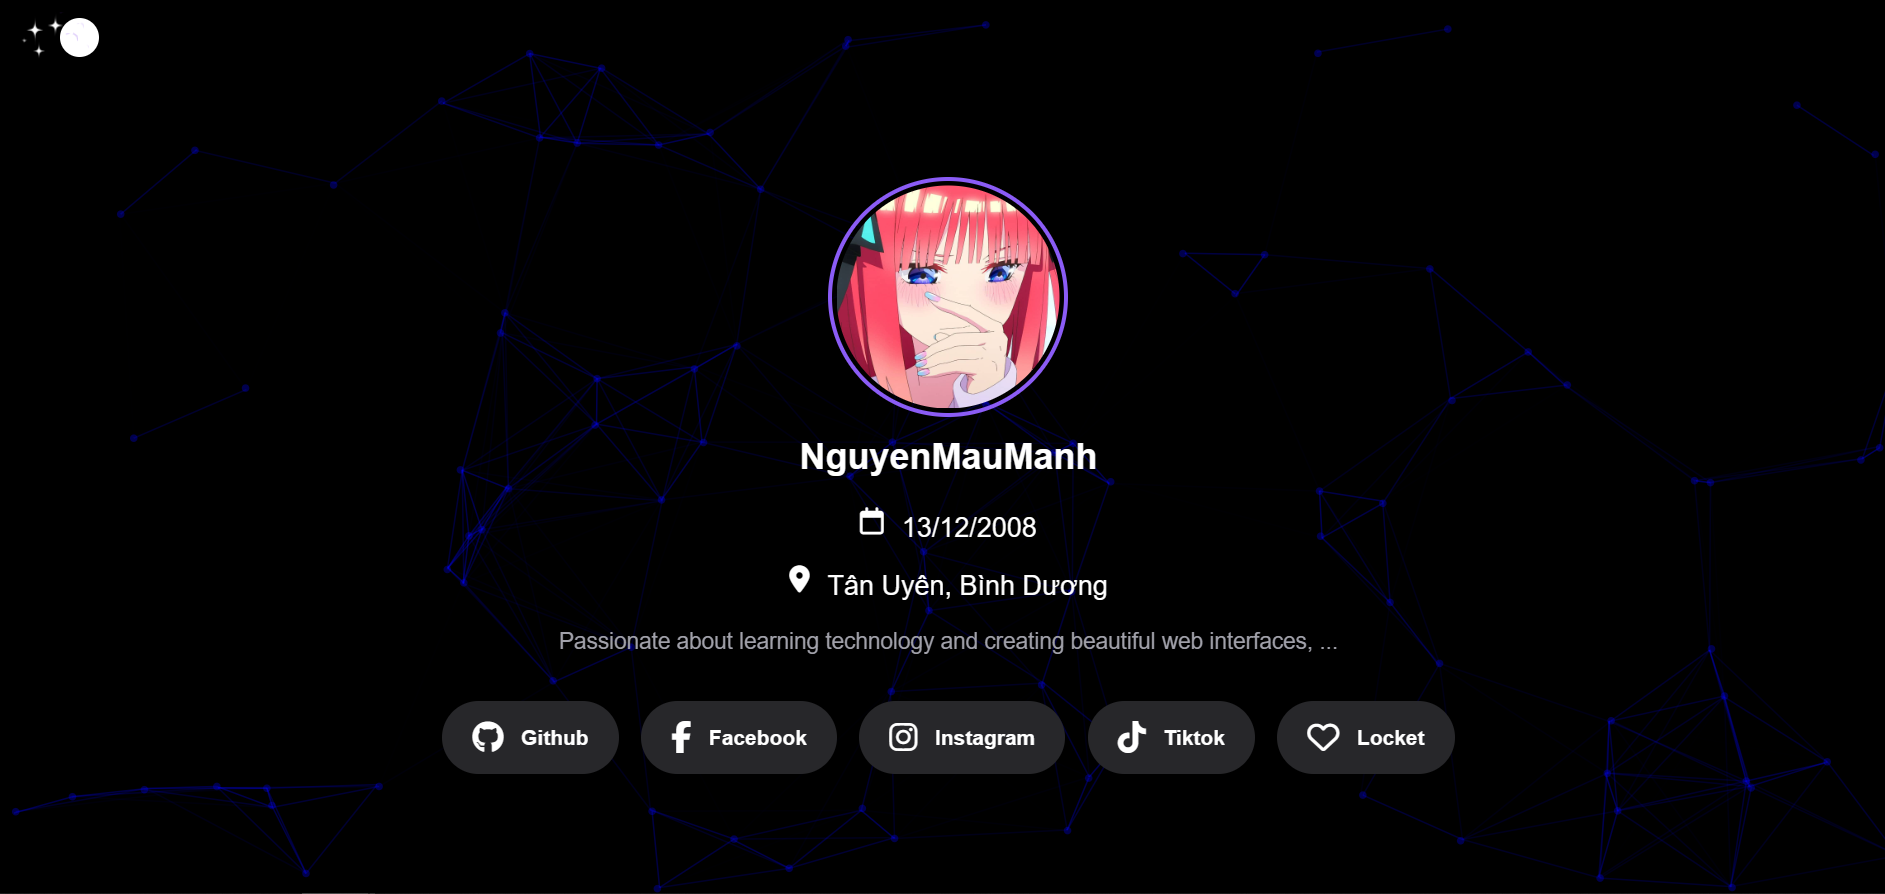 NguyenMauManh
13/12/2008
Tân Uyên, Bình Dương
Passionate about learning technology and creating beautiful web interfaces, ...
Github
Facebook
Instagram
Tiktok
Locket